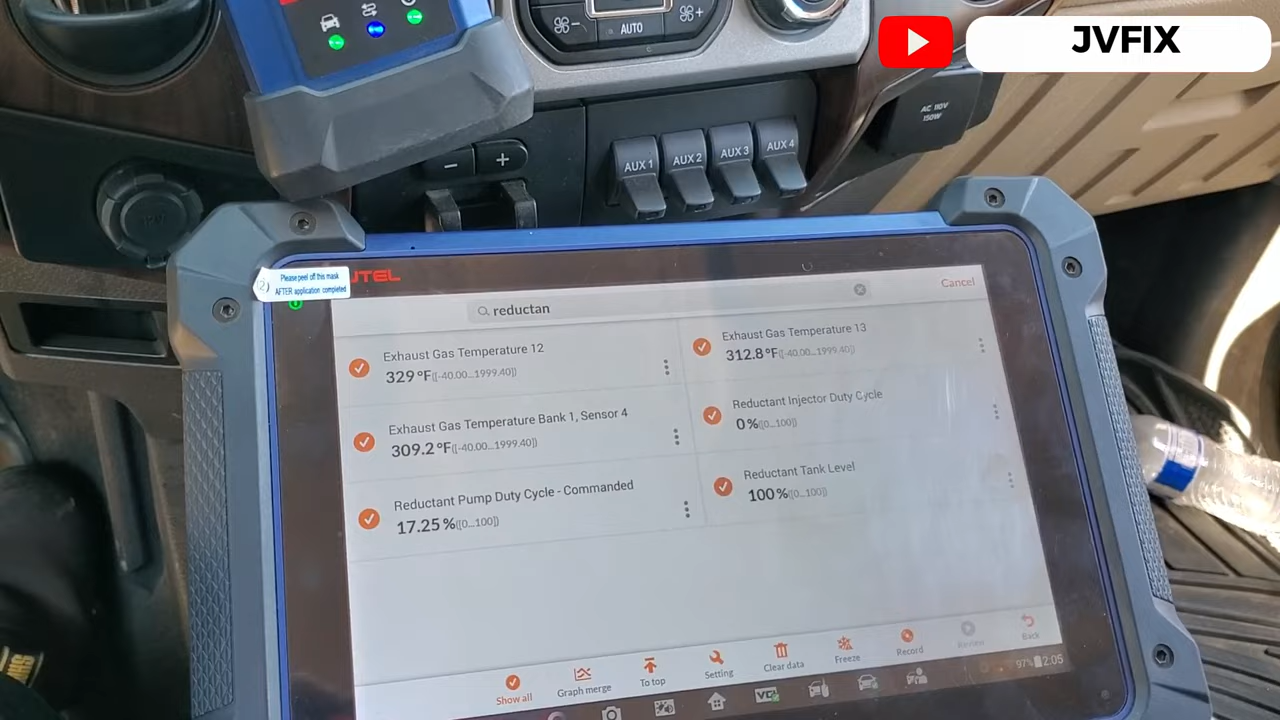 JVFIX
AUTO
AC 110V
150W
AUX 1
AUX 2
AUX 3
AUX 4
Please peel off this mask
AFTER application completed
UTEL
reductan
Cancel
Exhaust Gas Temperature 12
329 °F([-40.00...1999.40])
Exhaust Gas Temperature 13
312.8 °F([-40.00...1999.40])
Exhaust Gas Temperature Bank 1, Sensor 4
309.2 °F([-40.00...1999.40])
Reductant Injector Duty Cycle
0 %([0...100])
Reductant Pump Duty Cycle - Commanded
17.25 %([0...100])
Reductant Tank Level
100 %([0...100])
Show all
Graph merge
To top
Setting
Clear data
Freeze
Record
Review
Back
97% 2:05